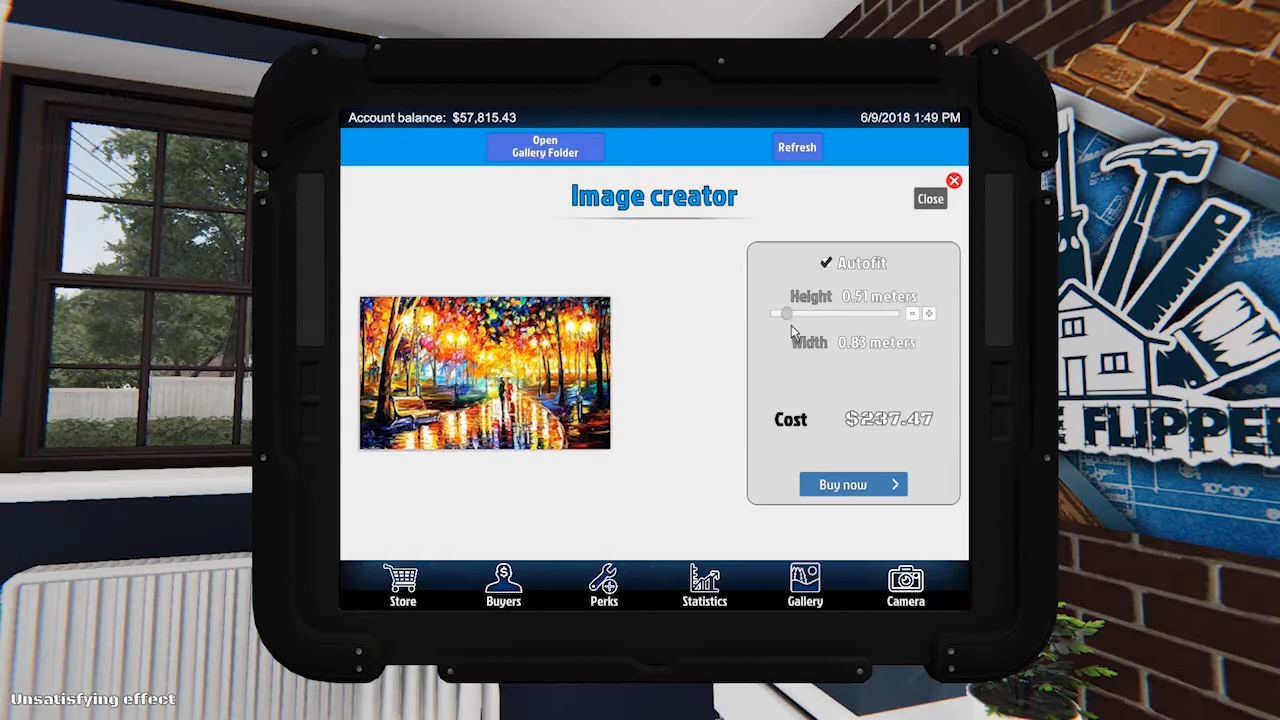 Account balance: $57,815.43
6/9/2018 1:49 PM
Open
Gallery Folder
Refresh
Image creator
Close
Autofit
Height 0.51 meters
- +
Width 0.83 meters
Cost $237.47
Buy now
Store
Buyers
Perks
Statistics
Gallery
Camera
FLIPPER
10'-10"
Unsatisfying effect